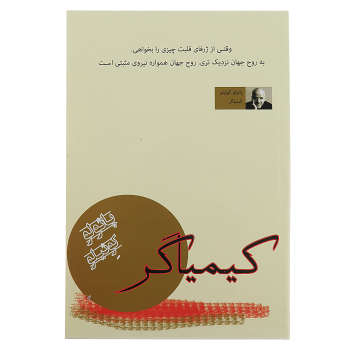 وقتی از ژرفای قلبت چیزی را بخواهی
به روح جهان نزدیک تری. روح جهان همواره نیروی مثبتی است
پائولو کوئیلو
کیمیاگر
پائولو
کوئیلو
کیمیاگر